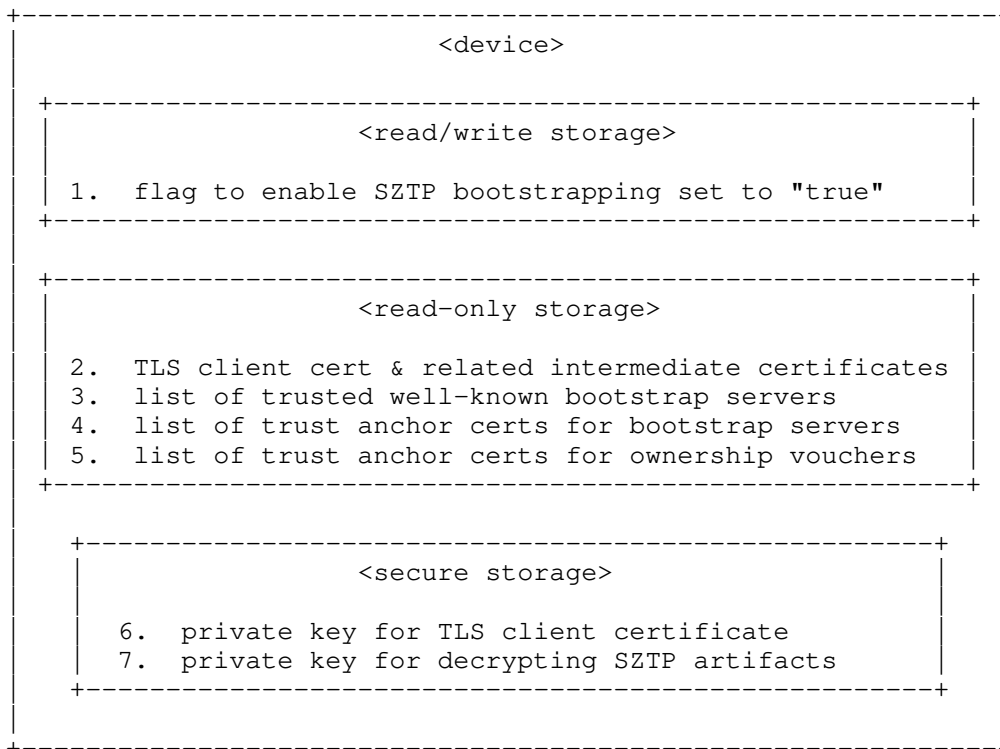 <device>
<read/write storage>
1. flag to enable SZTP bootstrapping set to "true"
<read-only storage>
2. TLS client cert & related intermediate certificates
3. list of trusted well-known bootstrap servers
4. list of trust anchor certs for bootstrap servers
5. list of trust anchor certs for ownership vouchers
<secure storage>
6. private key for TLS client certificate
7. private key for decrypting SZTP artifacts